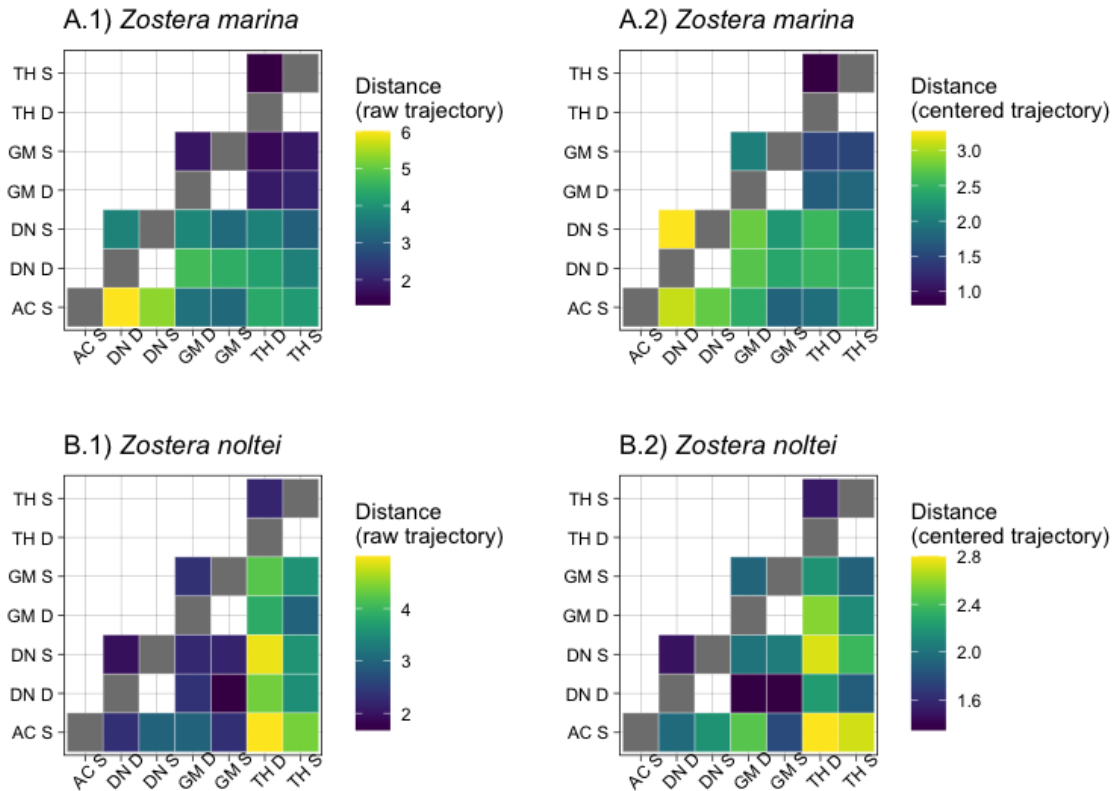 A.1) Zostera marina
TH S
TH D
GM S
GM D
DN S
DN D
AC S
AC S
DN D
DN S
GM D
GM S
TH D
TH S
Distance
(raw trajectory)
6
5
4
3
2
A.2) Zostera marina
TH S
TH D
GM S
GM D
DN S
DN D
AC S
AC S
DN D
DN S
GM D
GM S
TH D
TH S
Distance
(centered trajectory)
3.0
2.5
2.0
1.5
1.0
B.1) Zostera noltei
TH S
TH D
GM S
GM D
DN S
DN D
AC S
AC S
DN D
DN S
GM D
GM S
TH D
TH S
Distance
(raw trajectory)
4
3
2
B.2) Zostera noltei
TH S
TH D
GM S
GM D
DN S
DN D
AC S
AC S
DN D
DN S
GM D
GM S
TH D
TH S
Distance
(centered trajectory)
2.8
2.4
2.0
1.6